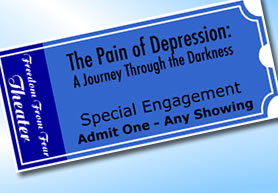 Freedom From Fear
Theater
The Pain of Depression:
A Journey Through the Darkness
Special Engagement
Admit One - Any Showing